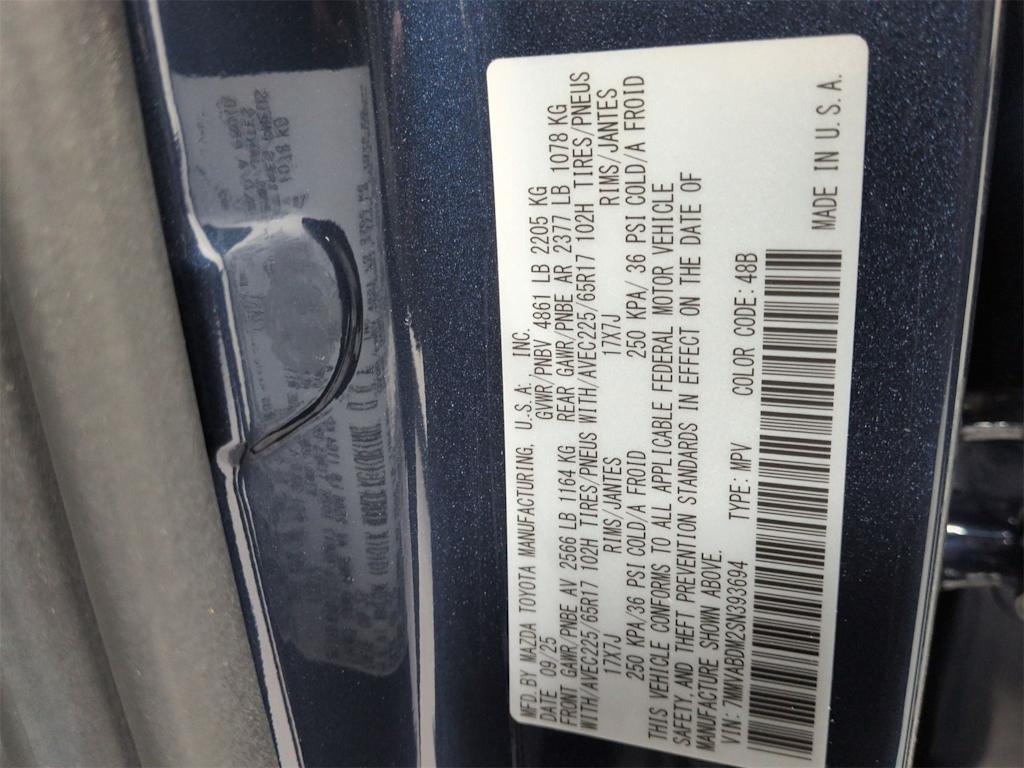 MFD. BY MAZDA TOYOTA MANUFACTURING, U.S.A. INC.
DATE 09/25 GVWR/PNBV 4861 LB 2205 KG
FRONT GAWR/PNBE AV 2566 LB 1164 KG REAR GAWR/PNBE AR 2377 LB 1078 KG
WITH/AVEC225/65R17 102H TIRES/PNEUS WITH/AVEC225/65R17 102H TIRES/PNEUS
17X7J RIMS/JANTES 17X7J RIMS/JANTES
250 KPA/36 PSI COLD/A FROID 250 KPA/ 36 PSI COLD/A FROID
THIS VEHICLE CONFORMS TO ALL APPLICABLE FEDERAL MOTOR VEHICLE
SAFETY, AND THEFT PREVENTION STANDARDS IN EFFECT ON THE DATE OF
MANUFACTURE SHOWN ABOVE.
VIN: 7MMVABDM2SN393694 TYPE: MPV COLOR CODE: 48B
MADE IN U.S.A.